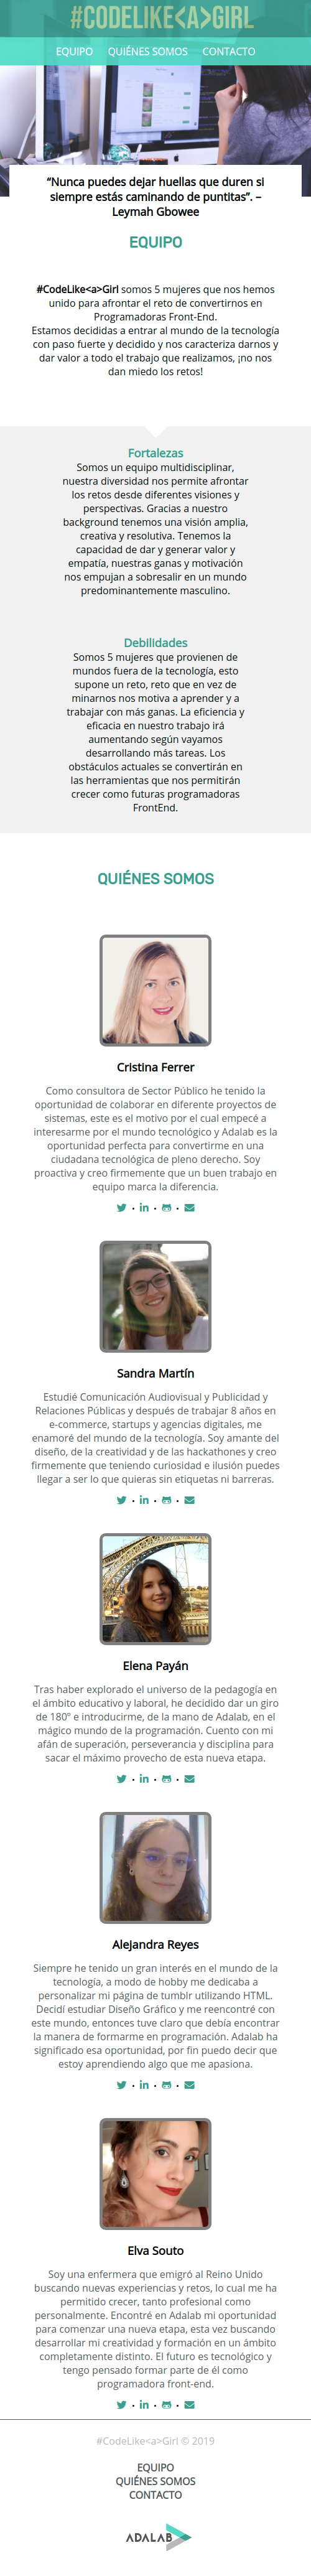 #CODELIKE<A>GIRL
EQUIPO QUIÉNES SOMOS CONTACTO
“Nunca puedes dejar huellas que duren si
siempre estás caminando de puntitas”. –
Leymah Gbowee
EQUIPO
#CodeLike<a>Girl somos 5 mujeres que nos hemos
unido para afrontar el reto de convertirnos en
Programadoras Front-End.
Estamos decididas a entrar al mundo de la tecnología
con paso fuerte y decidido y nos caracteriza darnos y
dar valor a todo el trabajo que realizamos, ¡no nos
dan miedo los retos!
Fortalezas
Somos un equipo multidisciplinar,
nuestra diversidad nos permite afrontar
los retos desde diferentes visiones y
perspectivas. Gracias a nuestro
background tenemos una visión amplia,
creativa y resolutiva. Tenemos la
capacidad de dar y generar valor y
empatía, nuestras ganas y motivación
nos empujan a sobresalir en un mundo
predominantemente masculino.
Debilidades
Somos 5 mujeres que provienen de
mundos fuera de la tecnología, esto
supone un reto, reto que en vez de
minarnos nos motiva a aprender y a
trabajar con más ganas. La eficiencia y
eficacia en nuestro trabajo irá
aumentando según vayamos
desarrollando más tareas. Los
obstáculos actuales se convertirán en
las herramientas que nos permitirán
crecer como futuras programadoras
FrontEnd.
QUIÉNES SOMOS
Cristina Ferrer
Como consultora de Sector Público he tenido la
oportunidad de colaborar en diferente proyectos de
sistemas, este es el motivo por el cual empecé a
interesarme por el mundo tecnológico y Adalab es la
oportunidad perfecta para convertirme en una
ciudadana tecnológica de pleno derecho. Soy
proactiva y creo firmemente que un buen trabajo en
equipo marca la diferencia.
Sandra Martín
Estudié Comunicación Audiovisual y Publicidad y
Relaciones Públicas y después de trabajar 8 años en
e-commerce, startups y agencias digitales, me
enamoré del mundo de la tecnología. Soy amante del
diseño, de la creatividad y de las hackathones y creo
firmemente que teniendo curiosidad e ilusión puedes
llegar a ser lo que quieras sin etiquetas ni barreras.
Elena Payán
Tras haber explorado el universo de la pedagogía en
el ámbito educativo y laboral, he decidido dar un giro
de 180º e introducirme, de la mano de Adalab, en el
mágico mundo de la programación. Cuento con mi
afán de superación, perseverancia y disciplina para
sacar el máximo provecho de esta nueva etapa.
Alejandra Reyes
Siempre he tenido un gran interés en el mundo de la
tecnología, a modo de hobby me dedicaba a
personalizar mi página de tumblr utilizando HTML.
Decidí estudiar Diseño Gráfico y me reencontré con
este mundo, entonces tuve claro que debía encontrar
la manera de formarme en programación. Adalab ha
significado esa oportunidad, por fin puedo decir que
estoy aprendiendo algo que me apasiona.
Elva Souto
Soy una enfermera que emigró al Reino Unido
buscando nuevas experiencias y retos, lo cual me ha
permitido crecer, tanto profesional como
personalmente. Encontré en Adalab mi oportunidad
para comenzar una nueva etapa, esta vez buscando
desarrollar mi creatividad y formación en un ámbito
completamente distinto. El futuro es tecnológico y
tengo pensado formar parte de él como
programadora front-end.
#CodeLike<a>Girl © 2019
EQUIPO
QUIÉNES SOMOS
CONTACTO
ADALAB